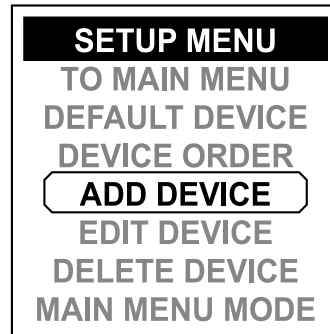 SETUP MENU
TO MAIN MENU
DEFAULT DEVICE
DEVICE ORDER
ADD DEVICE
EDIT DEVICE
DELETE DEVICE
MAIN MENU MODE